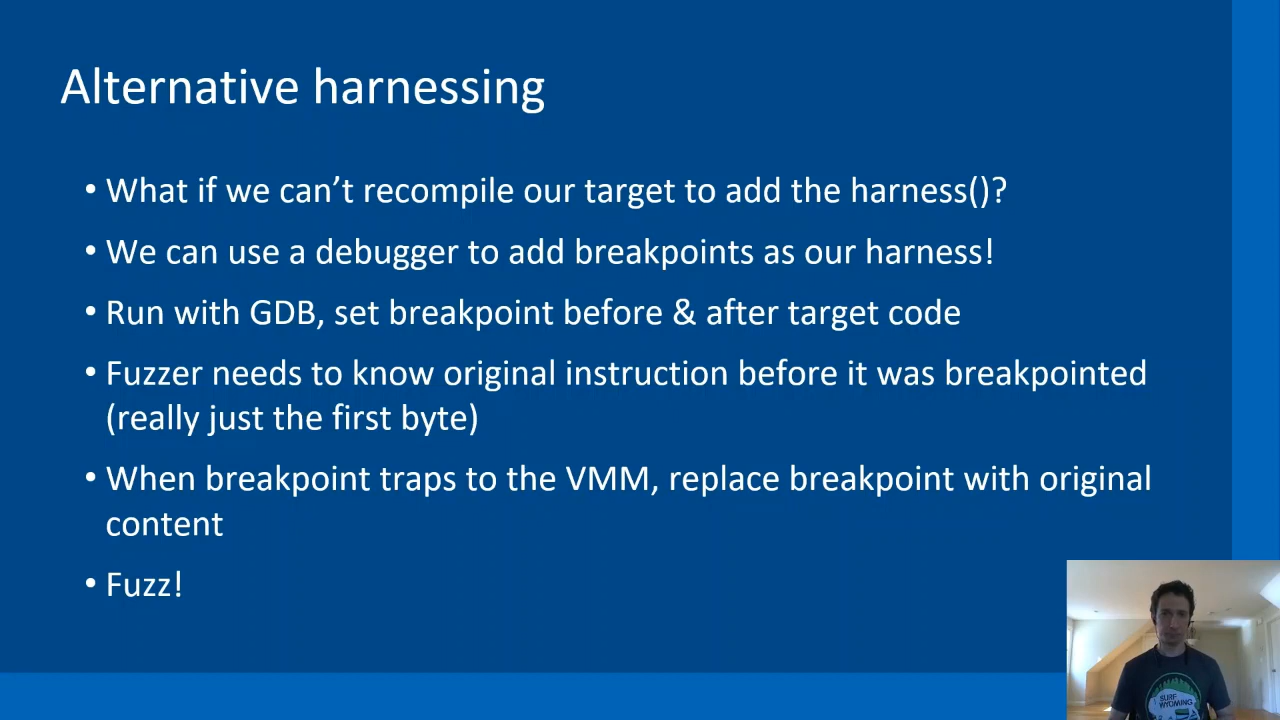 Alternative harnessing
• What if we can’t recompile our target to add the harness()?
• We can use a debugger to add breakpoints as our harness!
• Run with GDB, set breakpoint before & after target code
• Fuzzer needs to know original instruction before it was breakpointed
(really just the first byte)
• When breakpoint traps to the VMM, replace breakpoint with original
content
• Fuzz!
SURF
WYOMING